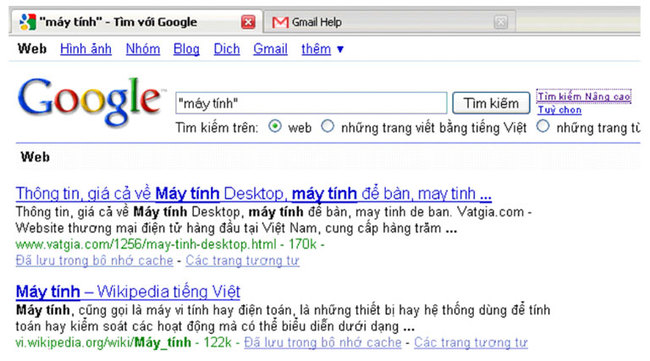 "máy tính" - Tìm với Google Gmail Help
Web Hình ảnh Nhóm Blog Dịch Gmail thêm ▼
Google™ "máy tính" Tìm kiếm Tìm kiếm Nâng cao
Tuỳ chọn
Tìm kiếm trên: web những trang viết bằng tiếng Việt những trang từ
Web
Thông tin, giá cả về Máy tính Desktop, máy tính để bàn, may tinh ...
Thông tin, giá cả về Máy tính Desktop, máy tính để bàn, may tinh de ban. Vatgia.com -
Website thương mại điện tử hàng đầu tại Việt Nam, cung cấp hàng trăm ...
www.vatgia.com/1256/may-tinh-desktop.html - 170k -
Đã lưu trong bộ nhớ cache - Các trang tương tự
Máy tính – Wikipedia tiếng Việt
Máy tính, cũng gọi là máy vi tính hay điện toán, là những thiết bị hay hệ thống dùng để tính
toán hay kiểm soát các hoạt động mà có thể biểu diễn dưới dạng ...
vi.wikipedia.org/wiki/Máy_tính - 122k - Đã lưu trong bộ nhớ cache - Các trang tương tự